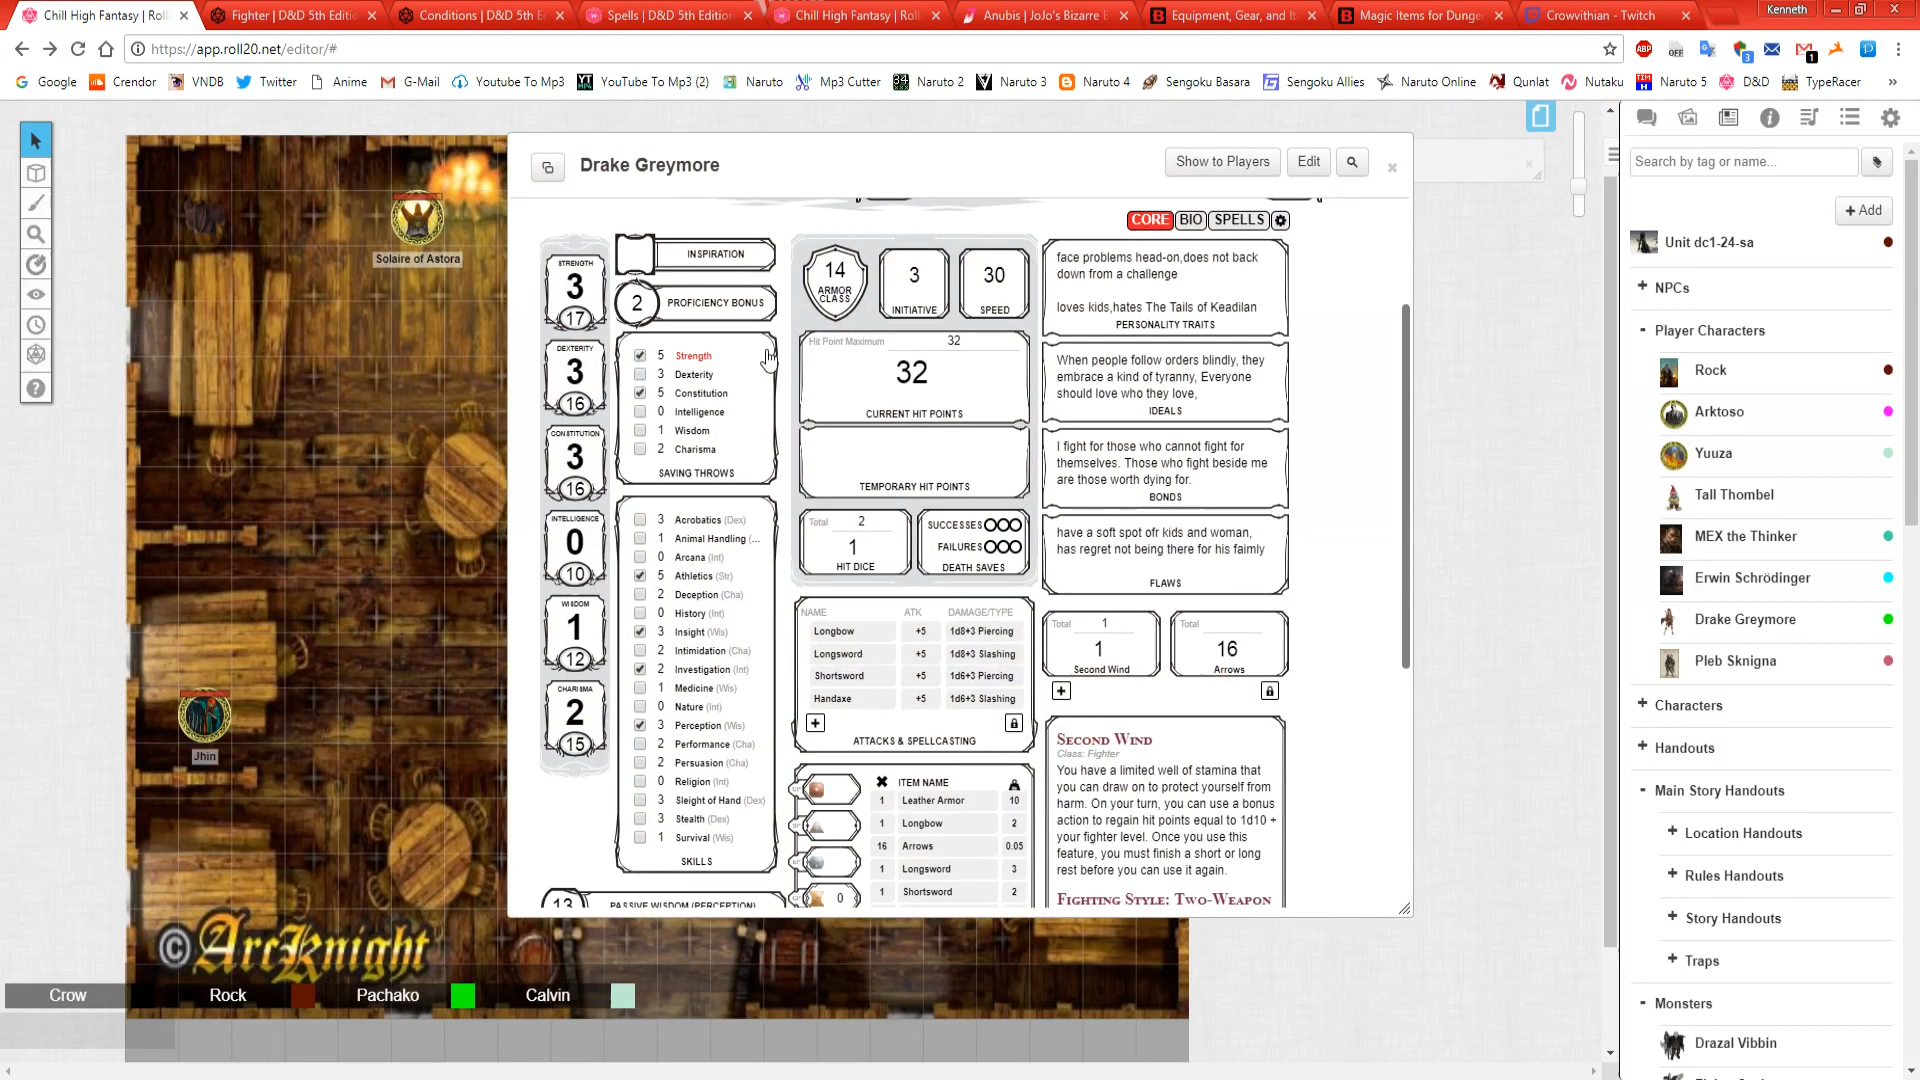 Chill High Fantasy | Roll
Fighter | D&D 5th Editi
Conditions | D&D 5th E
Spells | D&D 5th Edition
Chill High Fantasy | Roll
Anubis | JoJo's Bizarre E
Equipment, Gear, and It
Magic Items for Dunge
Crowvithian - Twitch
Kenneth
https://app.roll20.net/editor/#
Google
Crendor
VNDB
Twitter
Anime
G-Mail
Youtube To Mp3
YouTube To Mp3 (2)
Naruto
Mp3 Cutter
Naruto 2
Naruto 3
Naruto 4
Sengoku Basara
Sengoku Allies
Naruto Online
Qunlat
Nutaku
Naruto 5
D&D
TypeRacer
Solaire of Astora
Jhin
© ArcKnight
Crow
Rock
Pachako
Calvin
Drake Greymore
Show to Players
Edit
CORE
BIO
SPELLS
STRENGTH
3
17
DEXTERITY
3
16
CONSTITUTION
3
16
INTELLIGENCE
0
10
WISDOM
1
12
CHARISMA
2
15
INSPIRATION
2 PROFICIENCY BONUS
5 Strength
3 Dexterity
5 Constitution
0 Intelligence
1 Wisdom
2 Charisma
SAVING THROWS
3 Acrobatics (Dex)
1 Animal Handling (...
0 Arcana (Int)
5 Athletics (Str)
2 Deception (Cha)
0 History (Int)
3 Insight (Wis)
2 Intimidation (Cha)
2 Investigation (Int)
1 Medicine (Wis)
0 Nature (Int)
3 Perception (Wis)
2 Performance (Cha)
2 Persuasion (Cha)
0 Religion (Int)
3 Sleight of Hand (Dex)
3 Stealth (Dex)
1 Survival (Wis)
SKILLS
13 PASSIVE WISDOM (PERCEPTION)
14
ARMOR
CLASS
3
INITIATIVE
30
SPEED
Hit Point Maximum 32
32
CURRENT HIT POINTS
TEMPORARY HIT POINTS
Total 2
1
HIT DICE
SUCCESSES
FAILURES
DEATH SAVES
NAME ATK DAMAGE/TYPE
Longbow +5 1d8+3 Piercing
Longsword +5 1d8+3 Slashing
Shortsword +5 1d6+3 Piercing
Handaxe +5 1d6+3 Slashing
ATTACKS & SPELLCASTING
ITEM NAME
1 Leather Armor 10
1 Longbow 2
16 Arrows 0.05
1 Longsword 3
1 Shortsword 2
0
face problems head-on,does not back
down from a challenge
loves kids,hates The Tails of Keadilan
PERSONALITY TRAITS
When people follow orders blindly, they
embrace a kind of tyranny, Everyone
should love who they love,
IDEALS
I fight for those who cannot fight for
themselves. Those who fight beside me
are those worth dying for.
BONDS
have a soft spot ofr kids and woman,
has regret not being there for his faimly
FLAWS
Total 1
1
Second Wind
Total
16
Arrows
SECOND WIND
Class: Fighter
You have a limited well of stamina that
you can draw on to protect yourself from
harm. On your turn, you can use a bonus
action to regain hit points equal to 1d10 +
your fighter level. Once you use this
feature, you must finish a short or long
rest before you can use it again.
FIGHTING STYLE: TWO-WEAPON
Search by tag or name...
+ Add
Unit dc1-24-sa
+ NPCs
- Player Characters
Rock
Arktoso
Yuuza
Tall Thombel
MEX the Thinker
Erwin Schrödinger
Drake Greymore
Pleb Sknigna
+ Characters
+ Handouts
- Main Story Handouts
+ Location Handouts
+ Rules Handouts
+ Story Handouts
+ Traps
- Monsters
Drazal Vibbin